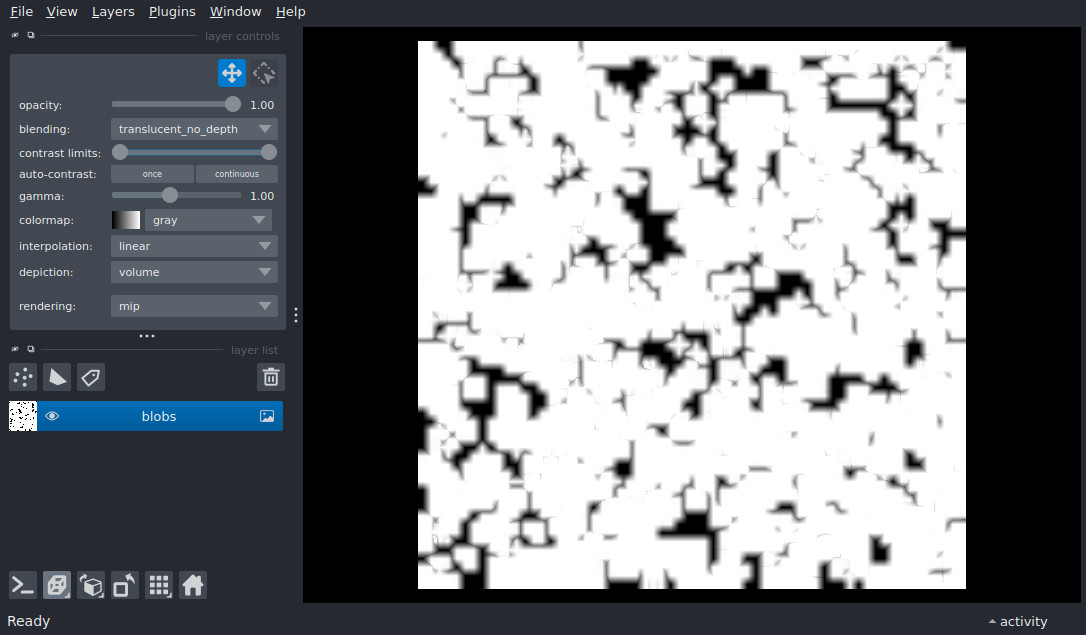 File View Layers Plugins Window Help
layer controls
opacity: 1.00
blending: translucent_no_depth
contrast limits:
auto-contrast: once continuous
gamma: 1.00
colormap: gray
interpolation: linear
depiction: volume
rendering: mip
layer list
blobs
Ready activity